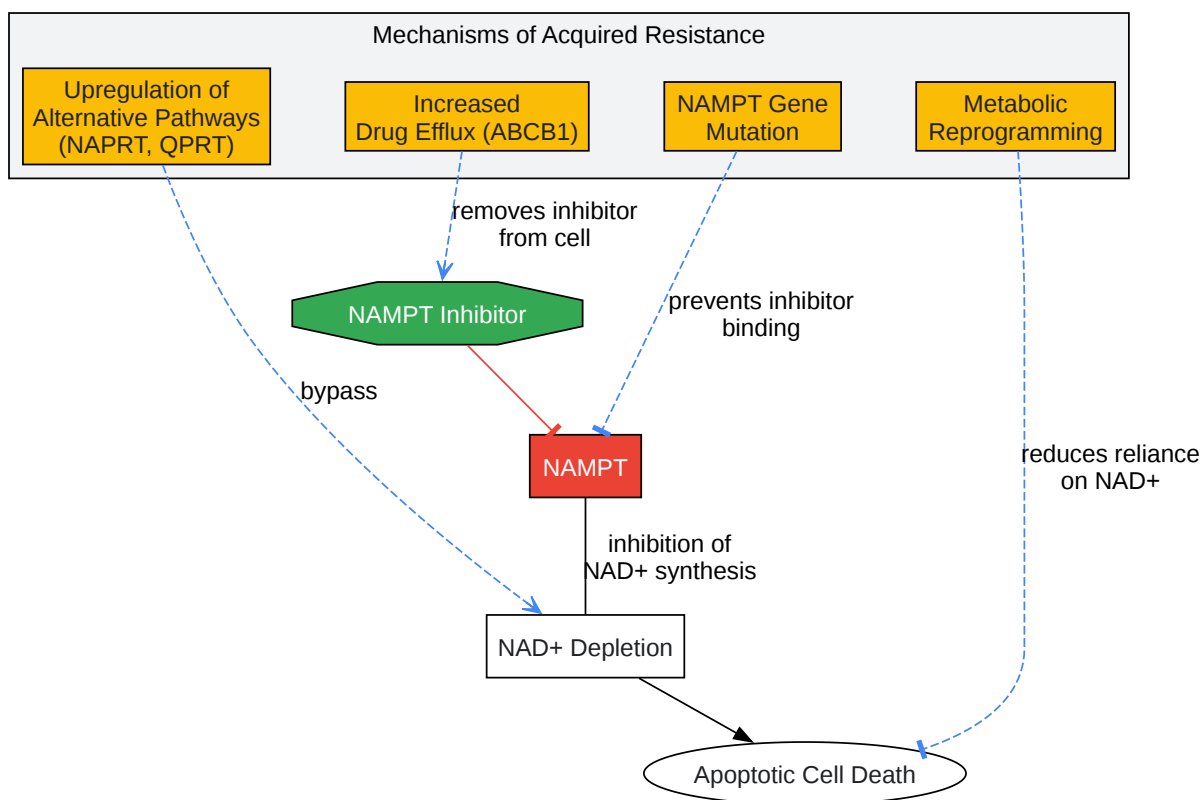 Mechanisms of Acquired Resistance
Upregulation of
Alternative Pathways
(NAPRT, QPRT)
Increased
Drug Efflux (ABCB1)
NAMPT Gene
Mutation
Metabolic
Reprogramming
removes inhibitor
from cell
NAMPT Inhibitor
prevents inhibitor
binding
bypass
NAMPT
reduces reliance
on NAD+
inhibition of
NAD+ synthesis
NAD+ Depletion
Apoptotic Cell Death